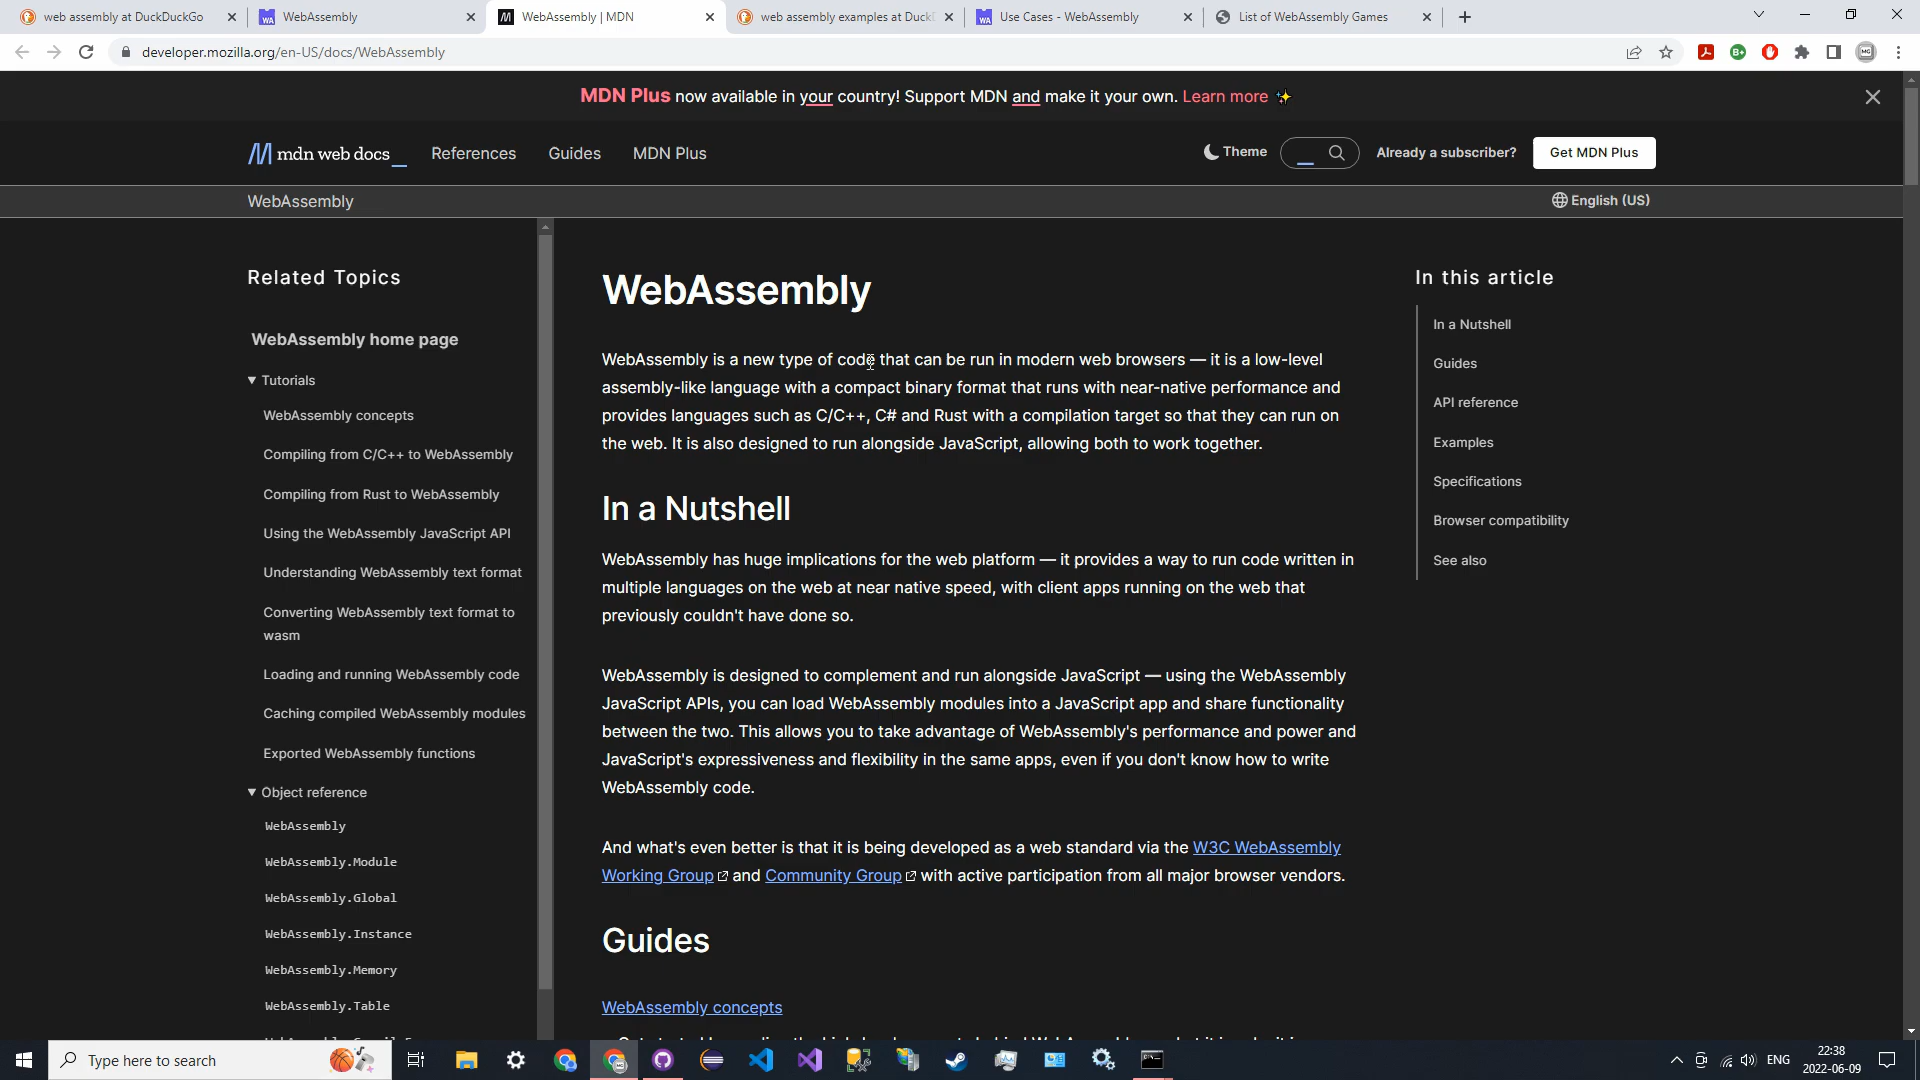 web assembly at DuckDuckGo
WebAssembly
WebAssembly | MDN
web assembly examples at Duck
Use Cases - WebAssembly
List of WebAssembly Games
developer.mozilla.org/en-US/docs/WebAssembly
MDN Plus now available in your country! Support MDN and make it your own. Learn more ✨
mdn web docs_
References
Guides
MDN Plus
Theme
Already a subscriber?
Get MDN Plus
WebAssembly
English (US)
Related Topics
WebAssembly home page
Tutorials
WebAssembly concepts
Compiling from C/C++ to WebAssembly
Compiling from Rust to WebAssembly
Using the WebAssembly JavaScript API
Understanding WebAssembly text format
Converting WebAssembly text format to
wasm
Loading and running WebAssembly code
Caching compiled WebAssembly modules
Exported WebAssembly functions
Object reference
WebAssembly
WebAssembly.Module
WebAssembly.Global
WebAssembly.Instance
WebAssembly.Memory
WebAssembly.Table
WebAssembly
WebAssembly is a new type of code that can be run in modern web browsers — it is a low-level
assembly-like language with a compact binary format that runs with near-native performance and
provides languages such as C/C++, C# and Rust with a compilation target so that they can run on
the web. It is also designed to run alongside JavaScript, allowing both to work together.
In a Nutshell
WebAssembly has huge implications for the web platform — it provides a way to run code written in
multiple languages on the web at near native speed, with client apps running on the web that
previously couldn't have done so.
WebAssembly is designed to complement and run alongside JavaScript — using the WebAssembly
JavaScript APIs, you can load WebAssembly modules into a JavaScript app and share functionality
between the two. This allows you to take advantage of WebAssembly's performance and power and
JavaScript's expressiveness and flexibility in the same apps, even if you don't know how to write
WebAssembly code.
And what's even better is that it is being developed as a web standard via the W3C WebAssembly
Working Group and Community Group with active participation from all major browser vendors.
Guides
WebAssembly concepts
In this article
In a Nutshell
Guides
API reference
Examples
Specifications
Browser compatibility
See also
Type here to search
ENG
22:38
2022-06-09